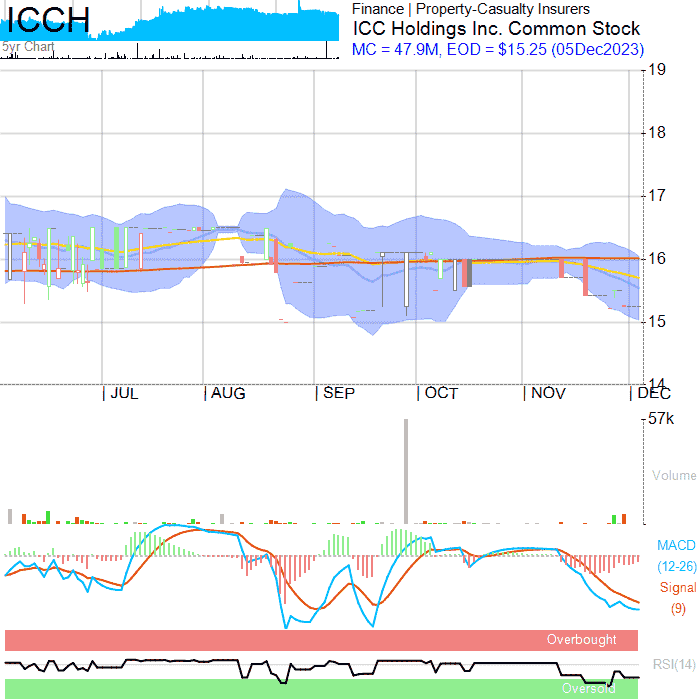 ICCH
5yr Chart
Finance | Property-Casualty Insurers
ICC Holdings Inc. Common Stock
MC = 47.9M, EOD = $15.25 (05Dec2023)
19
18
17
16
15
14
JUL AUG SEP OCT NOV DEC
57k
Volume
MACD
(12-26)
Signal
(9)
Overbought
RSI(14)
Oversold